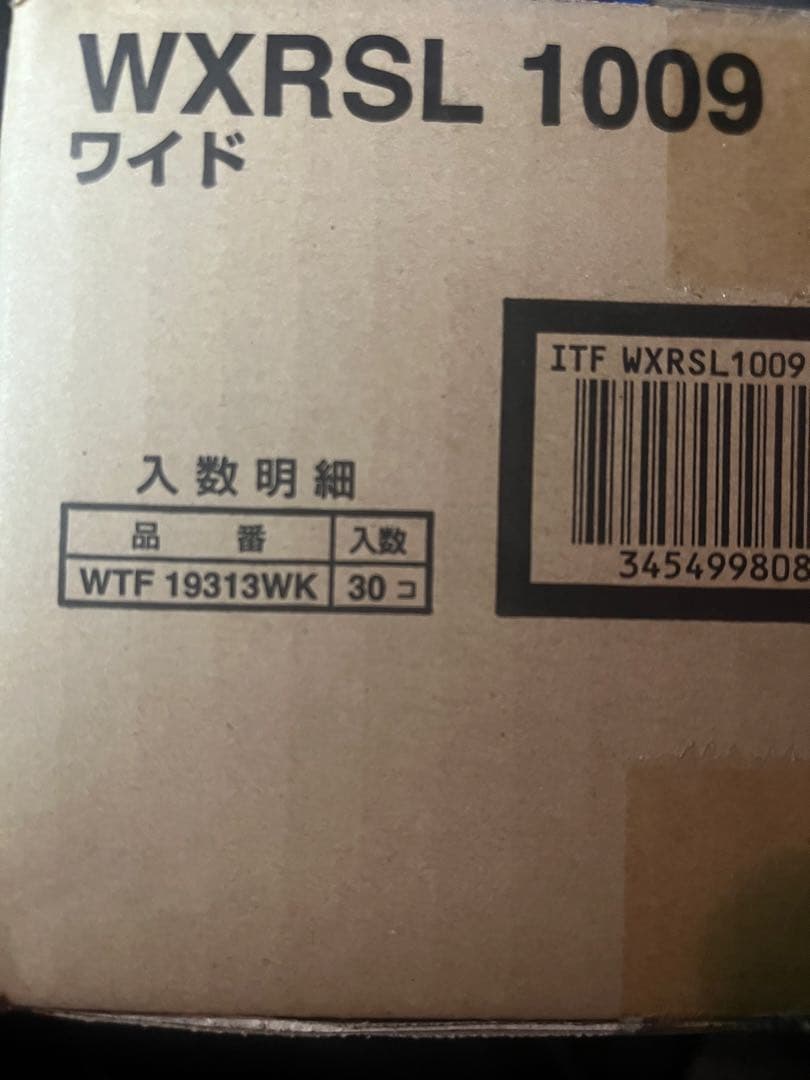 WXRSL 1009
ワイド
ITF WXRSL1009
345499808
入数明細
品番 入数
WTF 19313WK 30コ